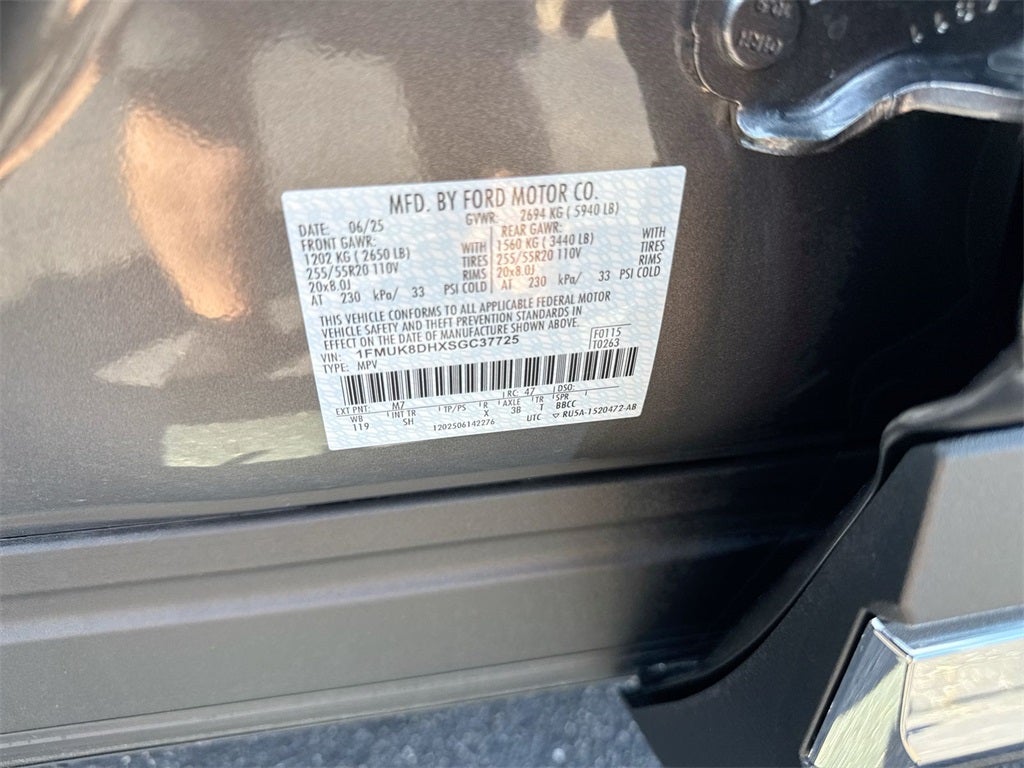 MFD. BY FORD MOTOR CO.
DATE: 06/25 GVWR: 2694 KG ( 5940 LB)
FRONT GAWR: REAR GAWR:
1202 KG ( 2650 LB) WITH 1560 KG ( 3440 LB) WITH
255/55R20 110V TIRES 255/55R20 110V TIRES
20x8.0J RIMS 20x8.0J RIMS
AT 230 kPa/ 33 PSI COLD AT 230 kPa/ 33 PSI COLD
THIS VEHICLE CONFORMS TO ALL APPLICABLE FEDERAL MOTOR
VEHICLE SAFETY AND THEFT PREVENTION STANDARDS IN
EFFECT ON THE DATE OF MANUFACTURE SHOWN ABOVE.
VIN: 1FMUK8DHXSGC37725 F0115
TYPE: MPV T0263
EXT PNT: M7 RC: 47 DSO:
WB INT TR TP/PS R AXLE TR SPR
119 SH X 3B T BBCC
1202506142276 UTC RU5A-1520472-AB